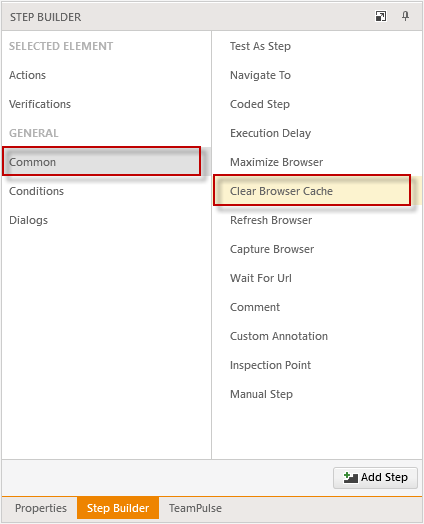 STEP BUILDER
SELECTED ELEMENT
Actions
Verifications
GENERAL
Common
Conditions
Dialogs
Test As Step
Navigate To
Coded Step
Execution Delay
Maximize Browser
Clear Browser Cache
Refresh Browser
Capture Browser
Wait For Url
Comment
Custom Annotation
Inspection Point
Manual Step
Add Step
Properties Step Builder TeamPulse